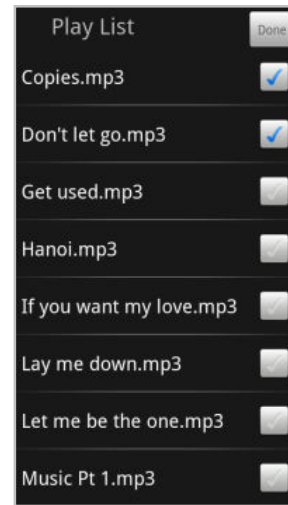 Play List
Done
Copies.mp3
Don't let go.mp3
Get used.mp3
Hanoi.mp3
If you want my love.mp3
Lay me down.mp3
Let me be the one.mp3
Music Pt 1.mp3